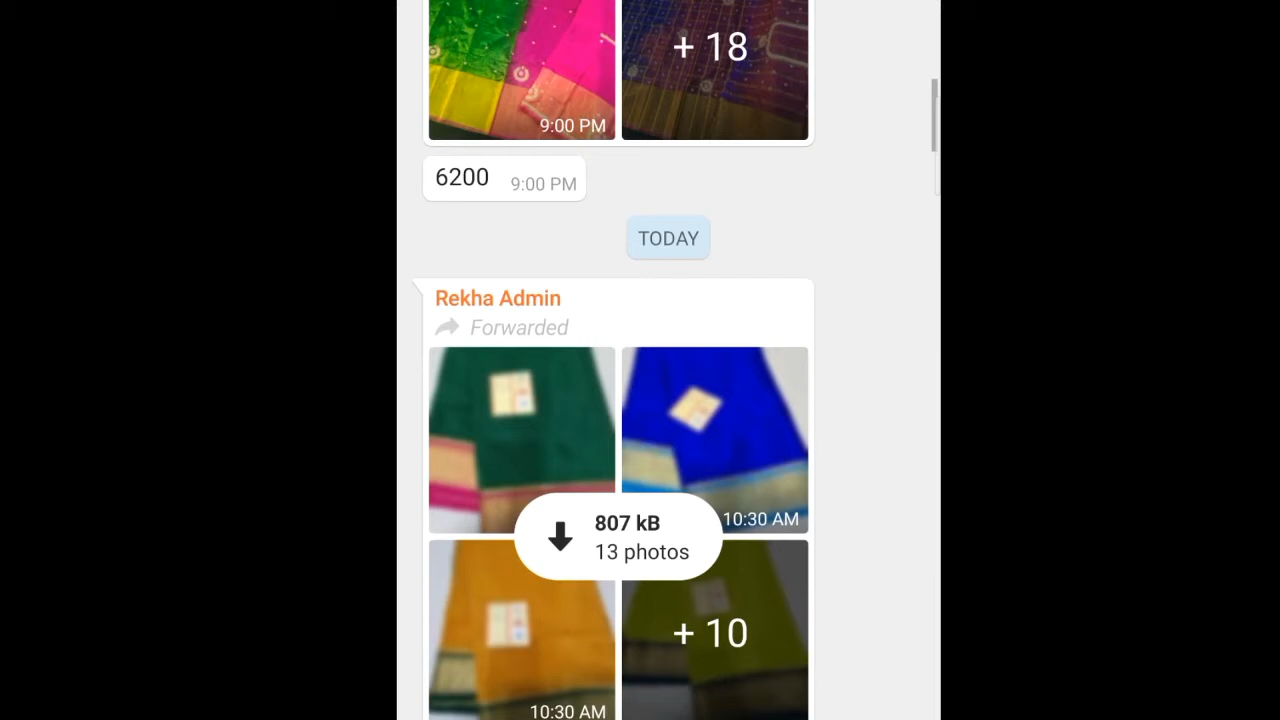 + 18
9:00 PM
6200 9:00 PM
TODAY
Rekha Admin
Forwarded
10:30 AM
807 kB
13 photos
+ 10
10:30 AM